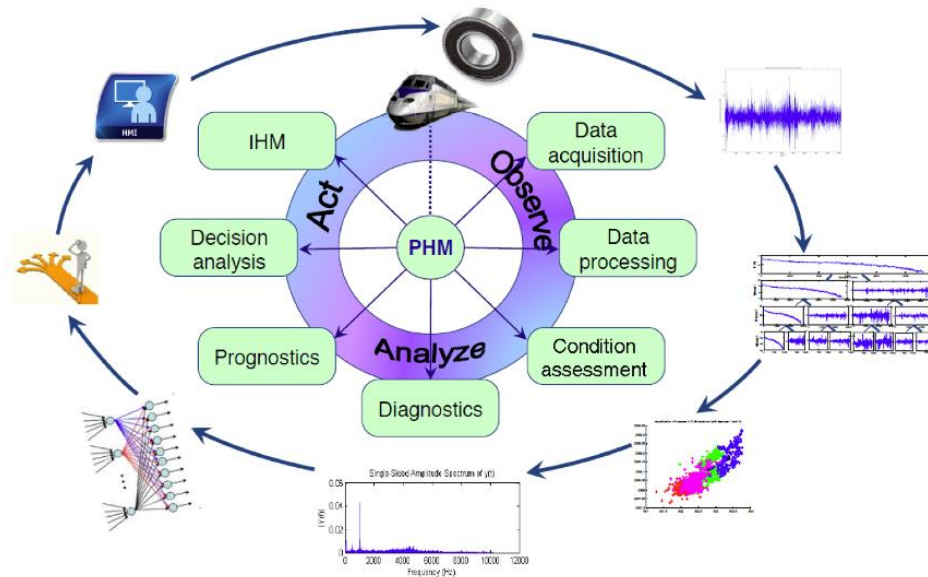 HMI
IHM
Data
acquisition
Observe
Act
Decision
analysis
PHM
Data
processing
Prognostics
Analyze
Condition
assessment
Diagnostics
Single-Sided Amplitude Spectrum of y(t)
|Y(f)|
0.06
0.04
0.02
0
0 2000 4000 6000 8000 10000 12000
Frequency (Hz)